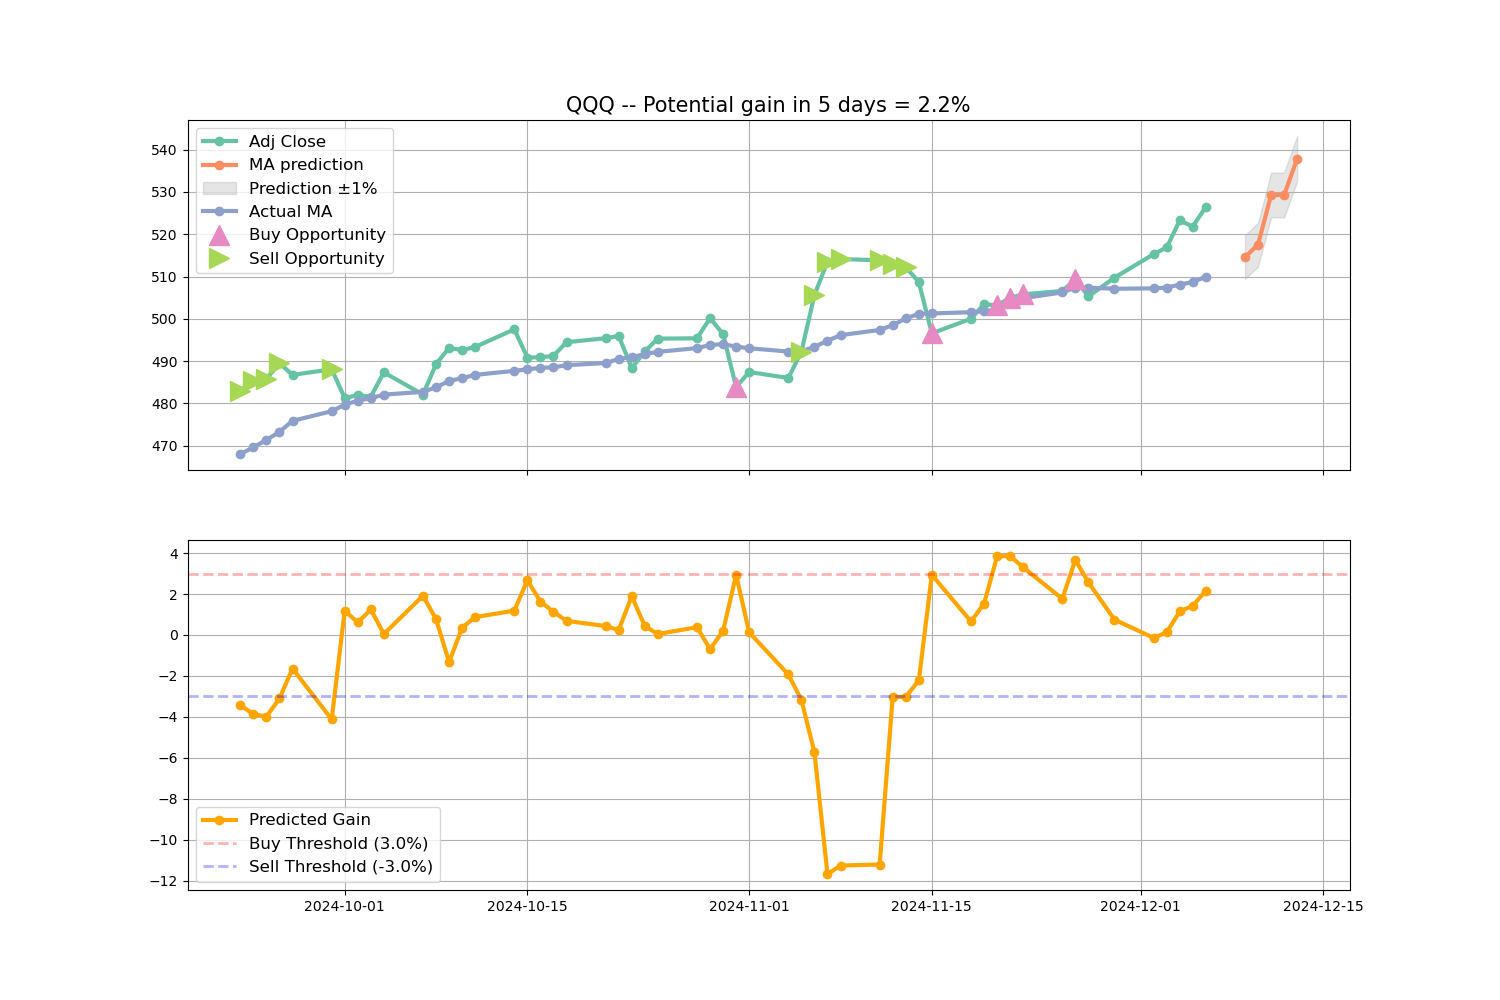 QQQ -- Potential gain in 5 days = 2.2%
Adj Close
MA prediction
Prediction ±1%
Actual MA
Buy Opportunity
Sell Opportunity
540
530
520
510
500
490
480
470
4
2
0
−2
−4
−6
−8
−10
−12
Predicted Gain
Buy Threshold (3.0%)
Sell Threshold (-3.0%)
2024-10-01 2024-10-15 2024-11-01 2024-11-15 2024-12-01 2024-12-15